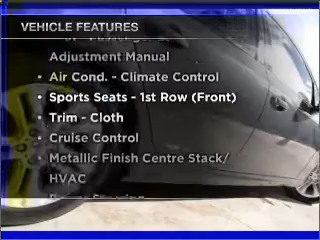 VEHICLE FEATURES
Adjustment Manual
• Air Cond. - Climate Control
• Sports Seats - 1st Row (Front)
• Trim - Cloth
• Cruise Control
• Metallic Finish Centre Stack/
HVAC